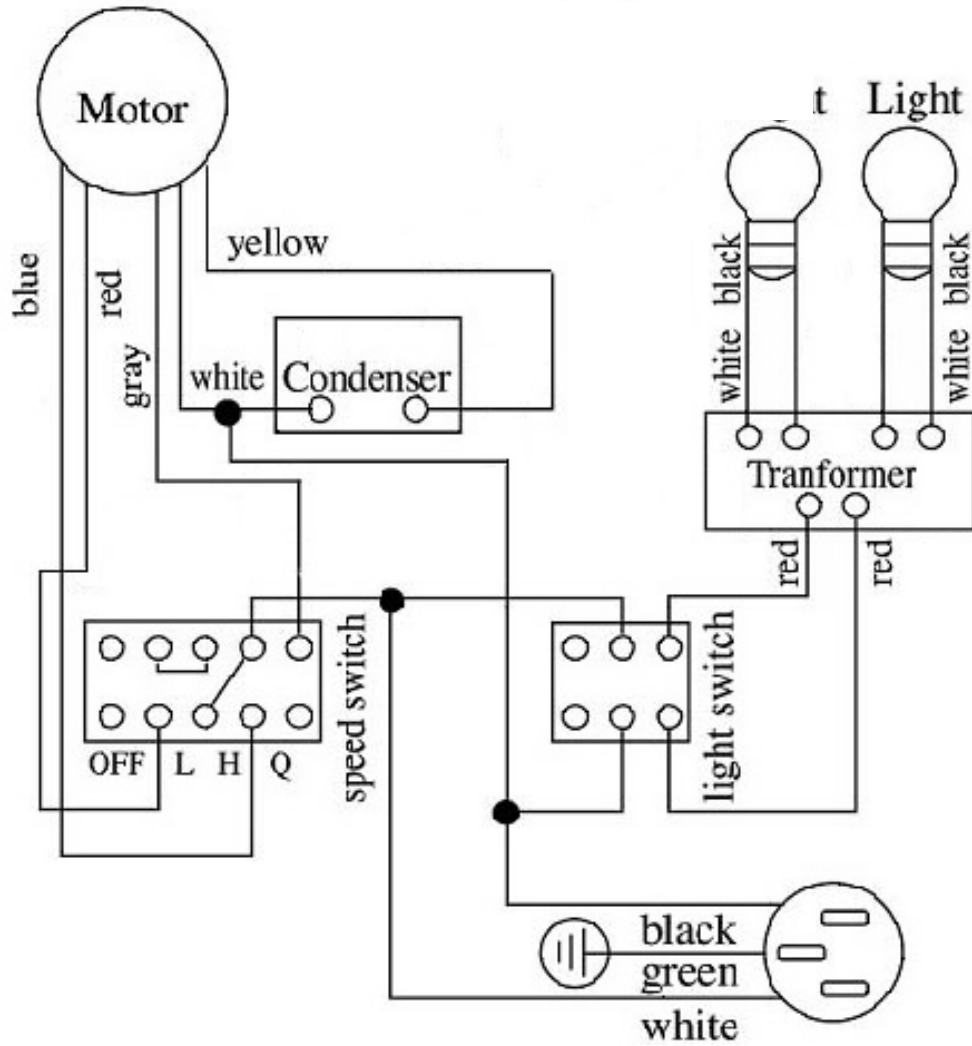 Light
Motor
yellow
blue
red
gray
white
Condenser
black
white
black
white
Tranformer
red
red
speed switch
light switch
OFF L H Q
black
green
white